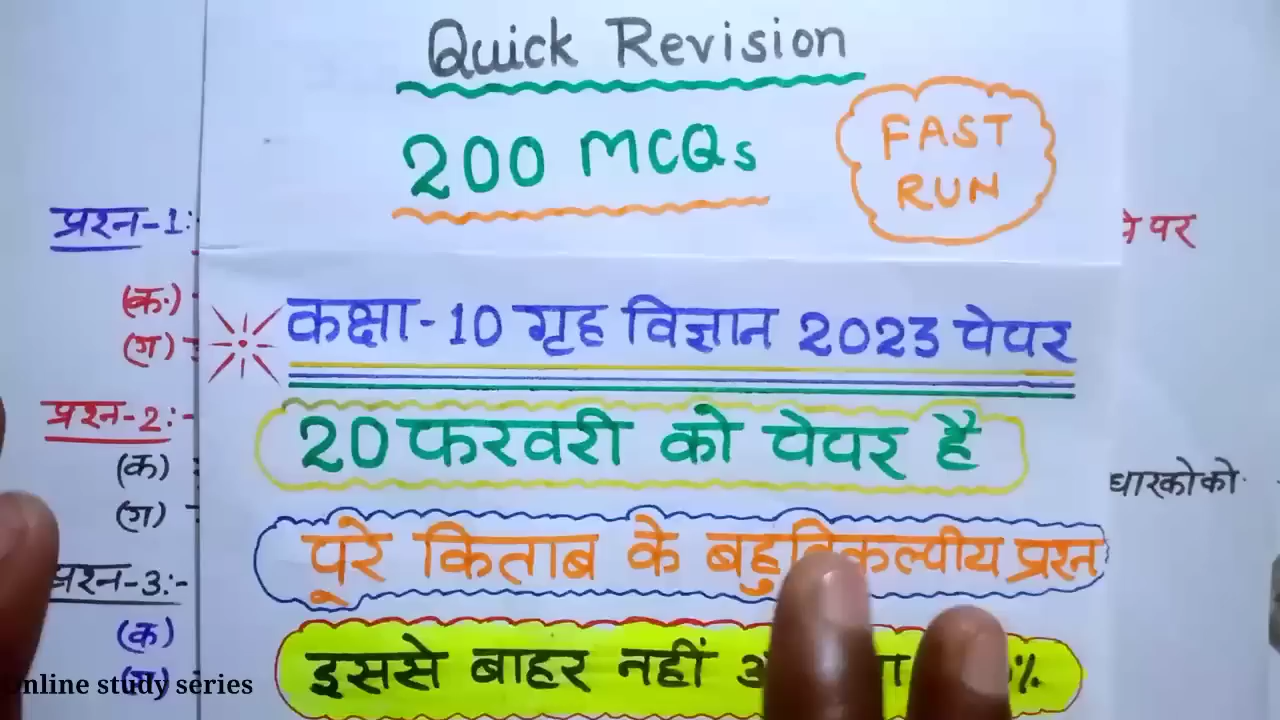 Quick Revision
200 MCQs
FAST
RUN
कक्षा-10 गृह विज्ञान 2023 पेपर
20 फरवरी को पेपर है
पूरे किताब के बहुविकल्पीय प्रश्न
इससे बाहर नहीं
प्रश्न-1:
(क)
(ग)
प्रश्न-2:-
(क)
(ग)
प्रश्न-3:-
(क)
(ग)
पर
धारको को
Online study series